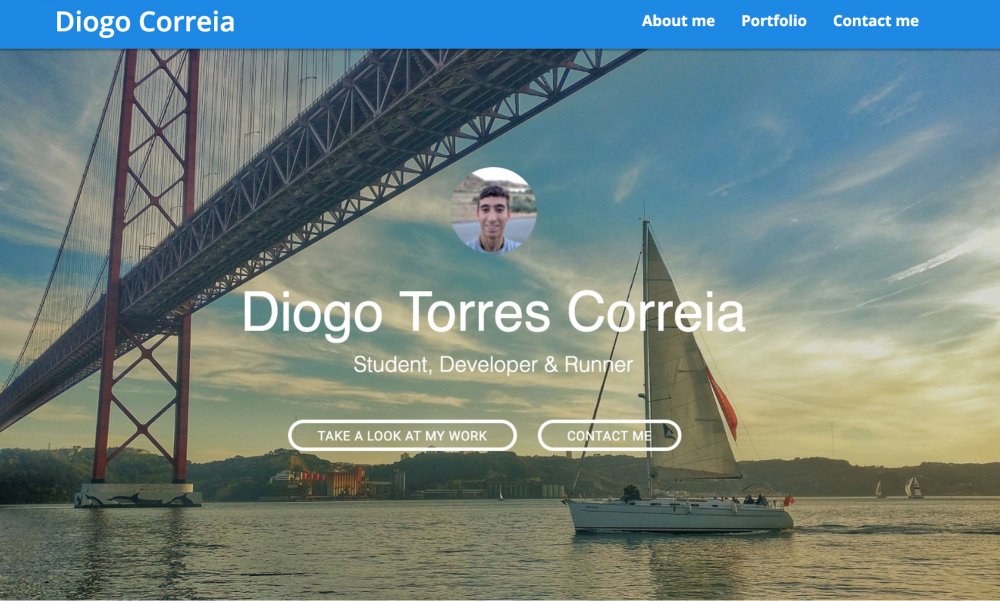 Diogo Correia
About me Portfolio Contact me
Diogo Torres Correia
Student, Developer & Runner
TAKE A LOOK AT MY WORK CONTACT ME